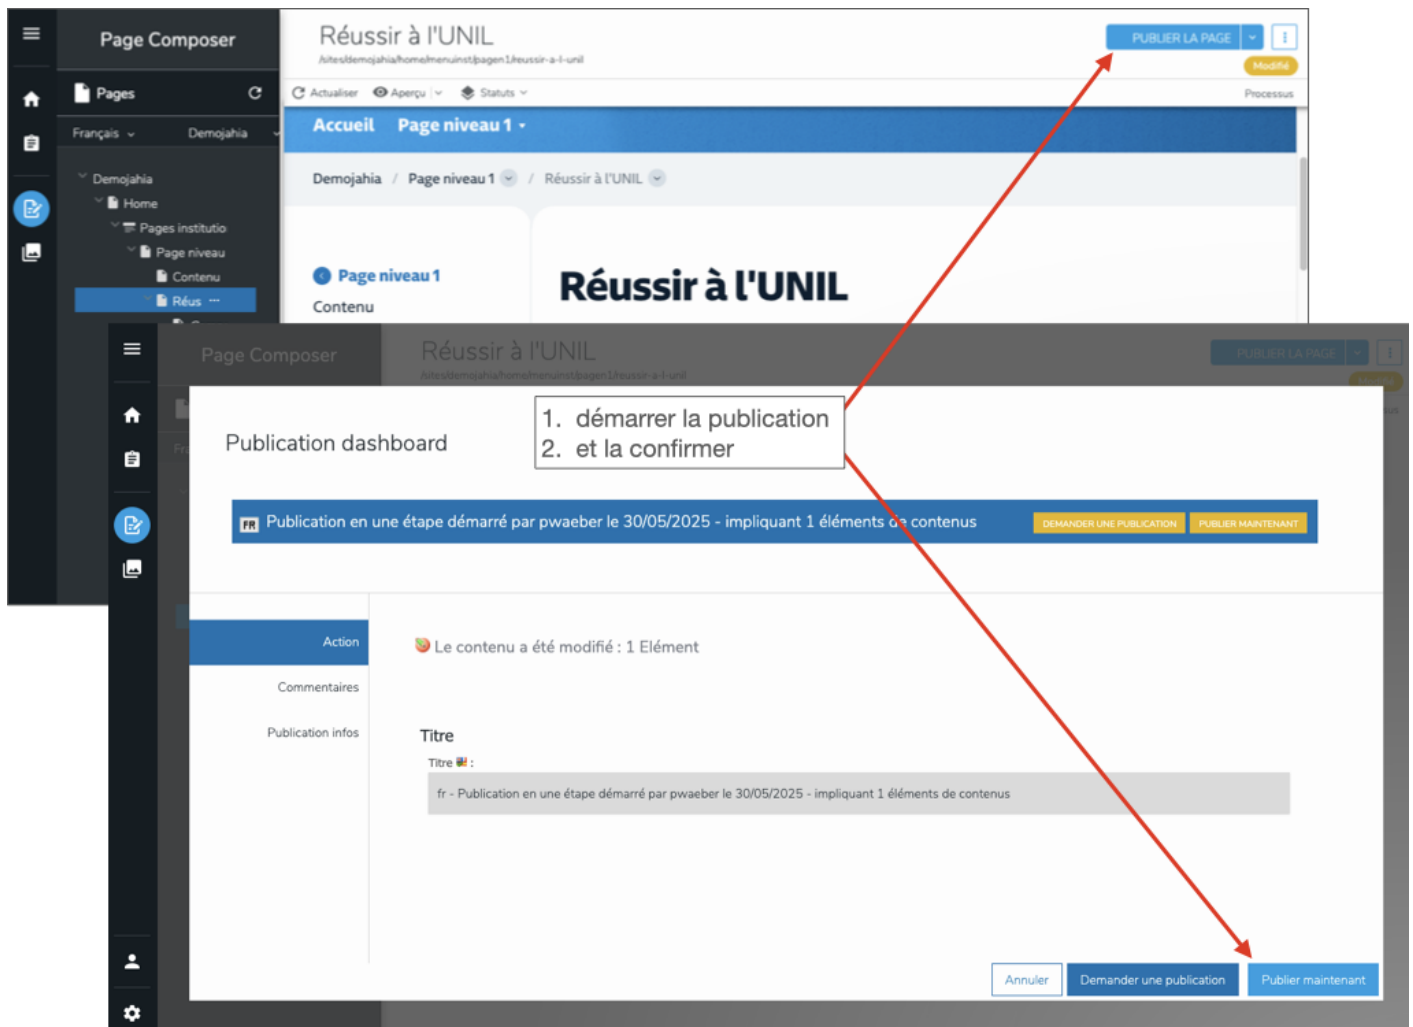 Page Composer
Réussir à l'UNIL
/sites/demojahia/home/menuinst/pagen1/reussir-a-l-unil
PUBLIER LA PAGE
Modifié
Pages
Actualiser Aperçu Statuts
Processus
Français Demojahia
Accueil Page niveau 1
Demojahia / Page niveau 1 / Réussir à l'UNIL
Demojahia
Home
Pages institutio
Page niveau
Contenu
Réus ...
Page niveau 1
Contenu
Réussir à l'UNIL
Page Composer
Réussir à l'UNIL
/sites/demojahia/home/menuinst/pagen1/reussir-a-l-unil
PUBLIER LA PAGE
1. démarrer la publication
2. et la confirmer
Publication dashboard
FR Publication en une étape démarré par pwaeber le 30/05/2025 - impliquant 1 éléments de contenus
DEMANDER UNE PUBLICATION PUBLIER MAINTENANT
Action
Commentaires
Publication infos
Le contenu a été modifié : 1 Elément
Titre
Titre :
fr - Publication en une étape démarré par pwaeber le 30/05/2025 - impliquant 1 éléments de contenus
Annuler Demander une publication Publier maintenant